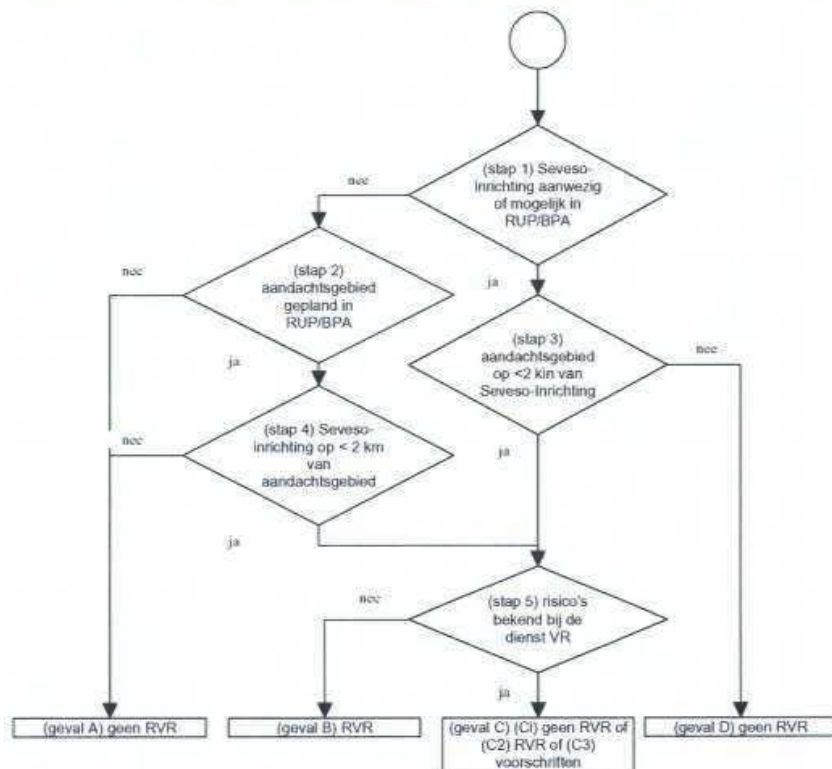 (stap 1) Seveso-
inrichting aanwezig
of mogelijk in
RUP/BPA
nee
ja
(stap 2)
aandachtsgebied
gepland in
RUP/BPA
nee
ja
(stap 3)
aandachtsgebied
op <2 kin van
Seveso-Inrichting
nee
ja
(stap 4) Seveso-
inrichting op < 2 km
van
aandachtsgebied
nee
ja
(stap 5) risico's
bekend bij de
dienst VR
nee
ja
(geval A) geen RVR
(geval B) RVR
(geval C) (Ci) geen RVR of
(C2) RVR of (C3)
voorschriften
(geval D) geen RVR